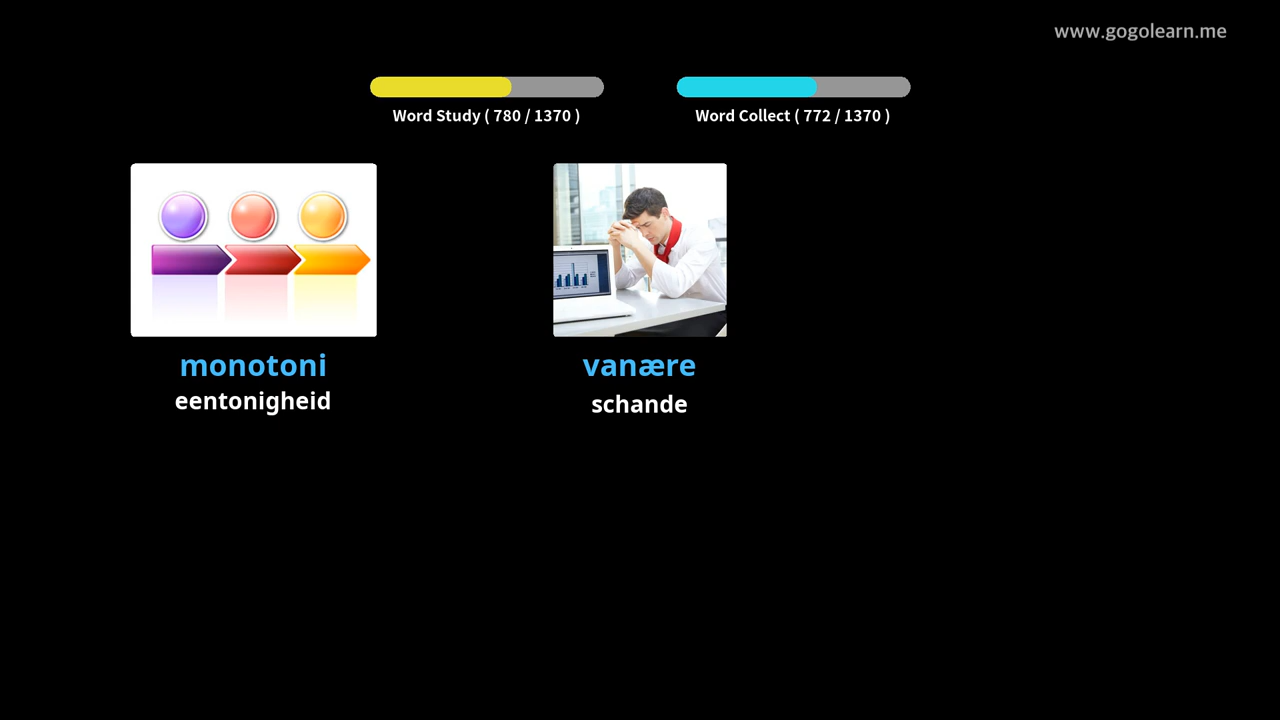 www.gogolearn.me
Word Study ( 780 / 1370 )
Word Collect ( 772 / 1370 )
monotoni
eentonigheid
vanære
schande